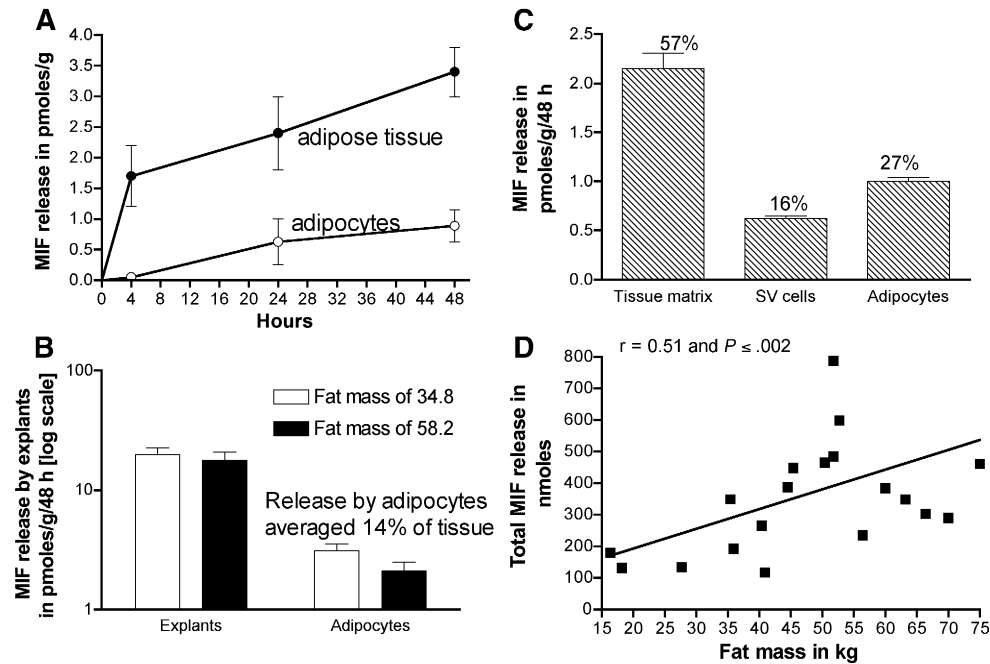 A
MIF release in pmoles/g
4.0
3.5
3.0
2.5
2.0
1.5
1.0
0.5
0.0
adipose tissue
adipocytes
0 4 8 12 16 20 24 28 32 36 40 44 48
Hours
C
MIF release in
pmoles/g/48 h
2.5
2.0
1.5
1.0
0.5
0.0
57%
16%
27%
Tissue matrix SV cells Adipocytes
B
MIF release by explants
in pmoles/g/48 h [log scale]
100
10
1
Fat mass of 34.8
Fat mass of 58.2
Release by adipocytes
averaged 14% of tissue
Explants Adipocytes
D
r = 0.51 and P ≤ .002
Total MIF release in
nmoles
800
700
600
500
400
300
200
100
0
15 20 25 30 35 40 45 50 55 60 65 70 75
Fat mass in kg